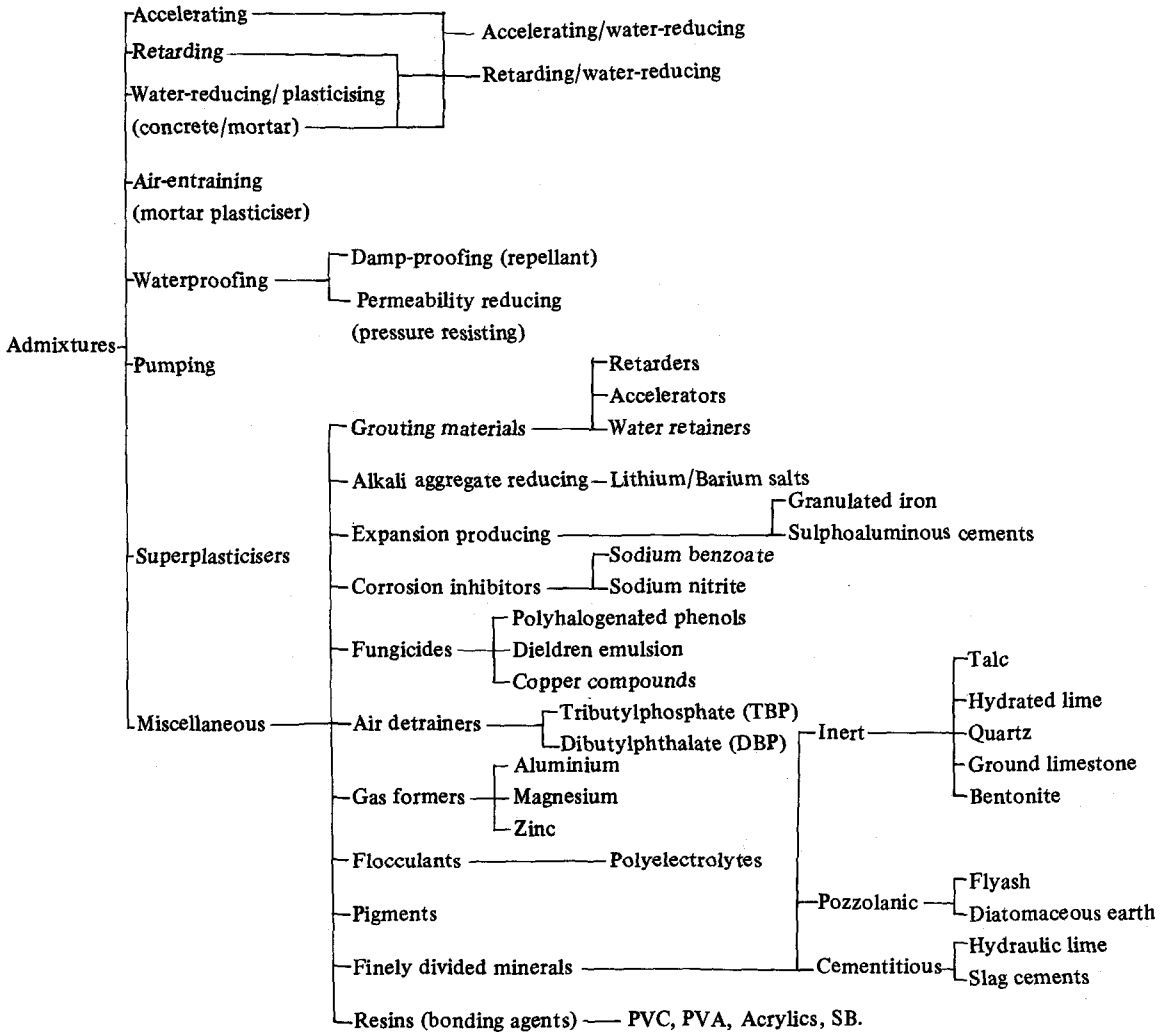 Accelerating
Accelerating/water-reducing
Retarding
Retarding/water-reducing
Water-reducing/plasticising
(concrete/mortar)
Air-entraining
(mortar plasticiser)
Waterproofing
Damp-proofing (repellant)
Permeability reducing
(pressure resisting)
Admixtures
Pumping
Superplasticisers
Miscellaneous
Grouting materials
Retarders
Accelerators
Water retainers
Alkali aggregate reducing
Lithium/Barium salts
Expansion producing
Granulated iron
Sulphoaluminous cements
Corrosion inhibitors
Sodium benzoate
Sodium nitrite
Fungicides
Polyhalogenated phenols
Dieldren emulsion
Copper compounds
Air detrainers
Tributylphosphate (TBP)
Dibutylphthalate (DBP)
Gas formers
Aluminium
Magnesium
Zinc
Flocculants
Polyelectrolytes
Pigments
Finely divided minerals
Inert
Talc
Hydrated lime
Quartz
Ground limestone
Bentonite
Pozzolanic
Flyash
Diatomaceous earth
Cementitious
Hydraulic lime
Slag cements
Resins (bonding agents)
PVC, PVA, Acrylics, SB.